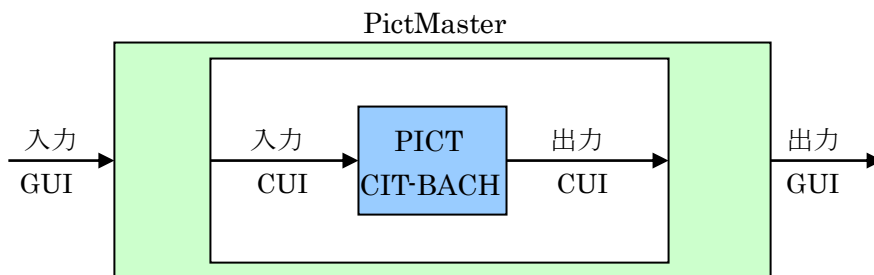 PictMaster
入力
GUI
入力
CUI
PICT
CIT-BACH
出力
CUI
出力
GUI